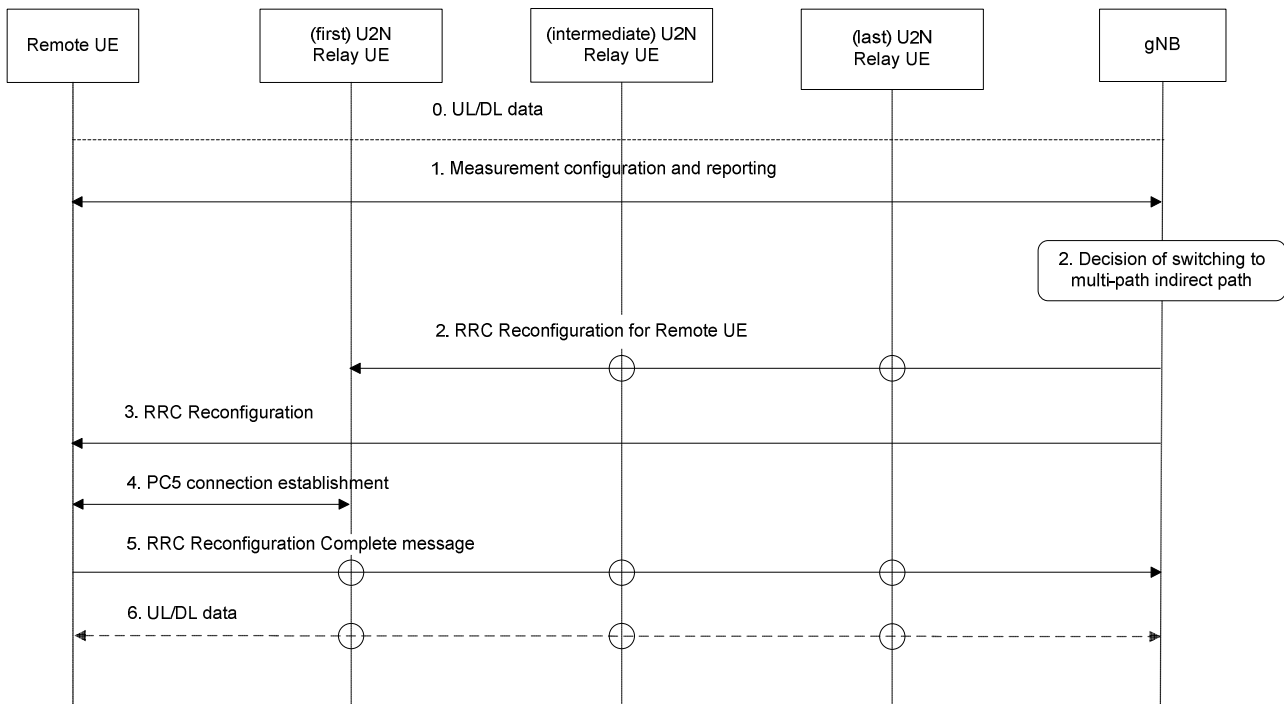 Remote UE
(first) U2N
Relay UE
(intermediate) U2N
Relay UE
(last) U2N
Relay UE
gNB
0. UL/DL data
1. Measurement configuration and reporting
2. Decision of switching to
multi-path indirect path
2. RRC Reconfiguration for Remote UE
3. RRC Reconfiguration
4. PC5 connection establishment
5. RRC Reconfiguration Complete message
6. UL/DL data